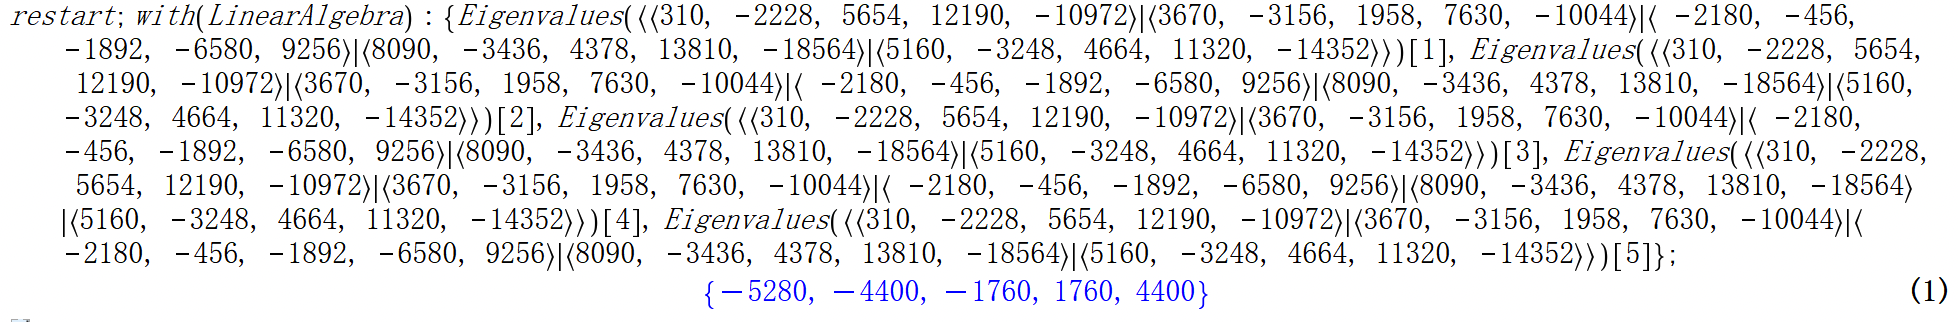 restart; with(LinearAlgebra) : {Eigenvalues(⟨⟨310, −2228, 5654, 12190, −10972⟩|⟨3670, −3156, 1958, 7630, −10044⟩|⟨ −2180, −456,
−1892, −6580, 9256⟩|⟨8090, −3436, 4378, 13810, −18564⟩|⟨5160, −3248, 4664, 11320, −14352⟩⟩)[1], Eigenvalues(⟨⟨310, −2228, 5654,
12190, −10972⟩|⟨3670, −3156, 1958, 7630, −10044⟩|⟨ −2180, −456, −1892, −6580, 9256⟩|⟨8090, −3436, 4378, 13810, −18564⟩|⟨5160,
−3248, 4664, 11320, −14352⟩⟩)[2], Eigenvalues(⟨⟨310, −2228, 5654, 12190, −10972⟩|⟨3670, −3156, 1958, 7630, −10044⟩|⟨ −2180,
−456, −1892, −6580, 9256⟩|⟨8090, −3436, 4378, 13810, −18564⟩|⟨5160, −3248, 4664, 11320, −14352⟩⟩)[3], Eigenvalues(⟨⟨310, −2228,
5654, 12190, −10972⟩|⟨3670, −3156, 1958, 7630, −10044⟩|⟨ −2180, −456, −1892, −6580, 9256⟩|⟨8090, −3436, 4378, 13810, −18564⟩
|⟨5160, −3248, 4664, 11320, −14352⟩⟩)[4], Eigenvalues(⟨⟨310, −2228, 5654, 12190, −10972⟩|⟨3670, −3156, 1958, 7630, −10044⟩|⟨
−2180, −456, −1892, −6580, 9256⟩|⟨8090, −3436, 4378, 13810, −18564⟩|⟨5160, −3248, 4664, 11320, −14352⟩⟩)[5]};
{−5280, −4400, −1760, 1760, 4400} (1)